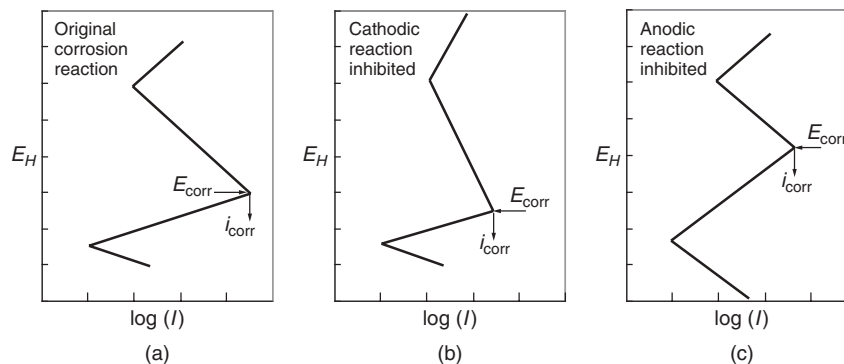 Original
corrosion
reaction
E_H
E_corr
i_corr
log (I)
(a)
Cathodic
reaction
inhibited
E_corr
i_corr
log (I)
(b)
Anodic
reaction
inhibited
E_H
E_corr
i_corr
log (I)
(c)